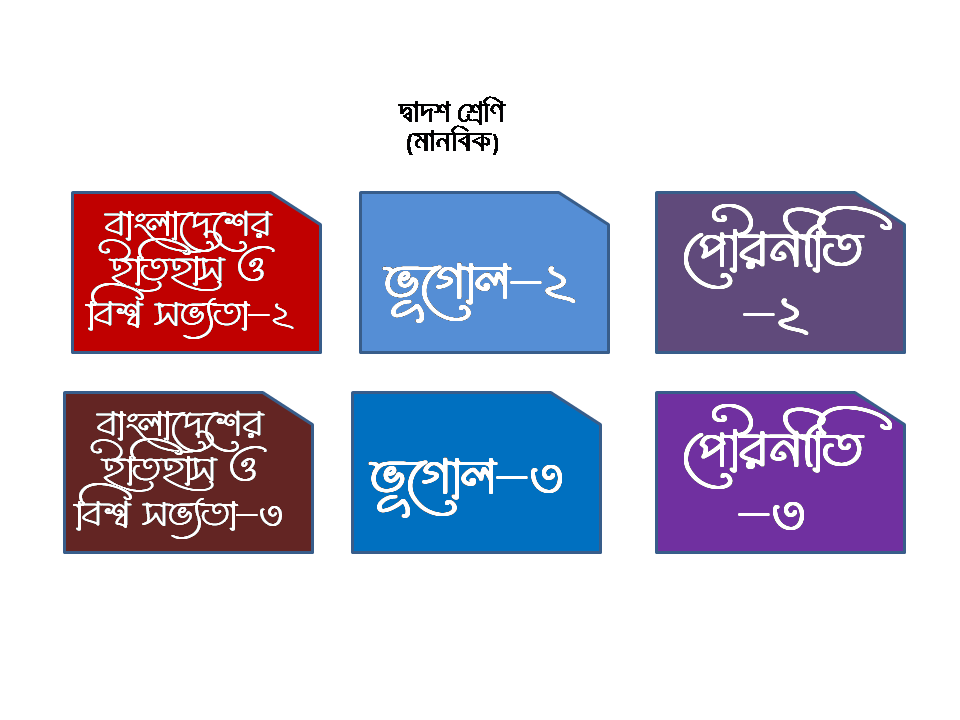 দ্বাদশ শ্রেণি
(মানবিক)
বাংলাদেশের
ইতিহাস ও
বিশ্ব সভ্যতা-২
ভূগোল-২
পৌরনীতি
-২
বাংলাদেশের
ইতিহাস ও
বিশ্ব সভ্যতা-৩
ভূগোল-৩
পৌরনীতি
-৩